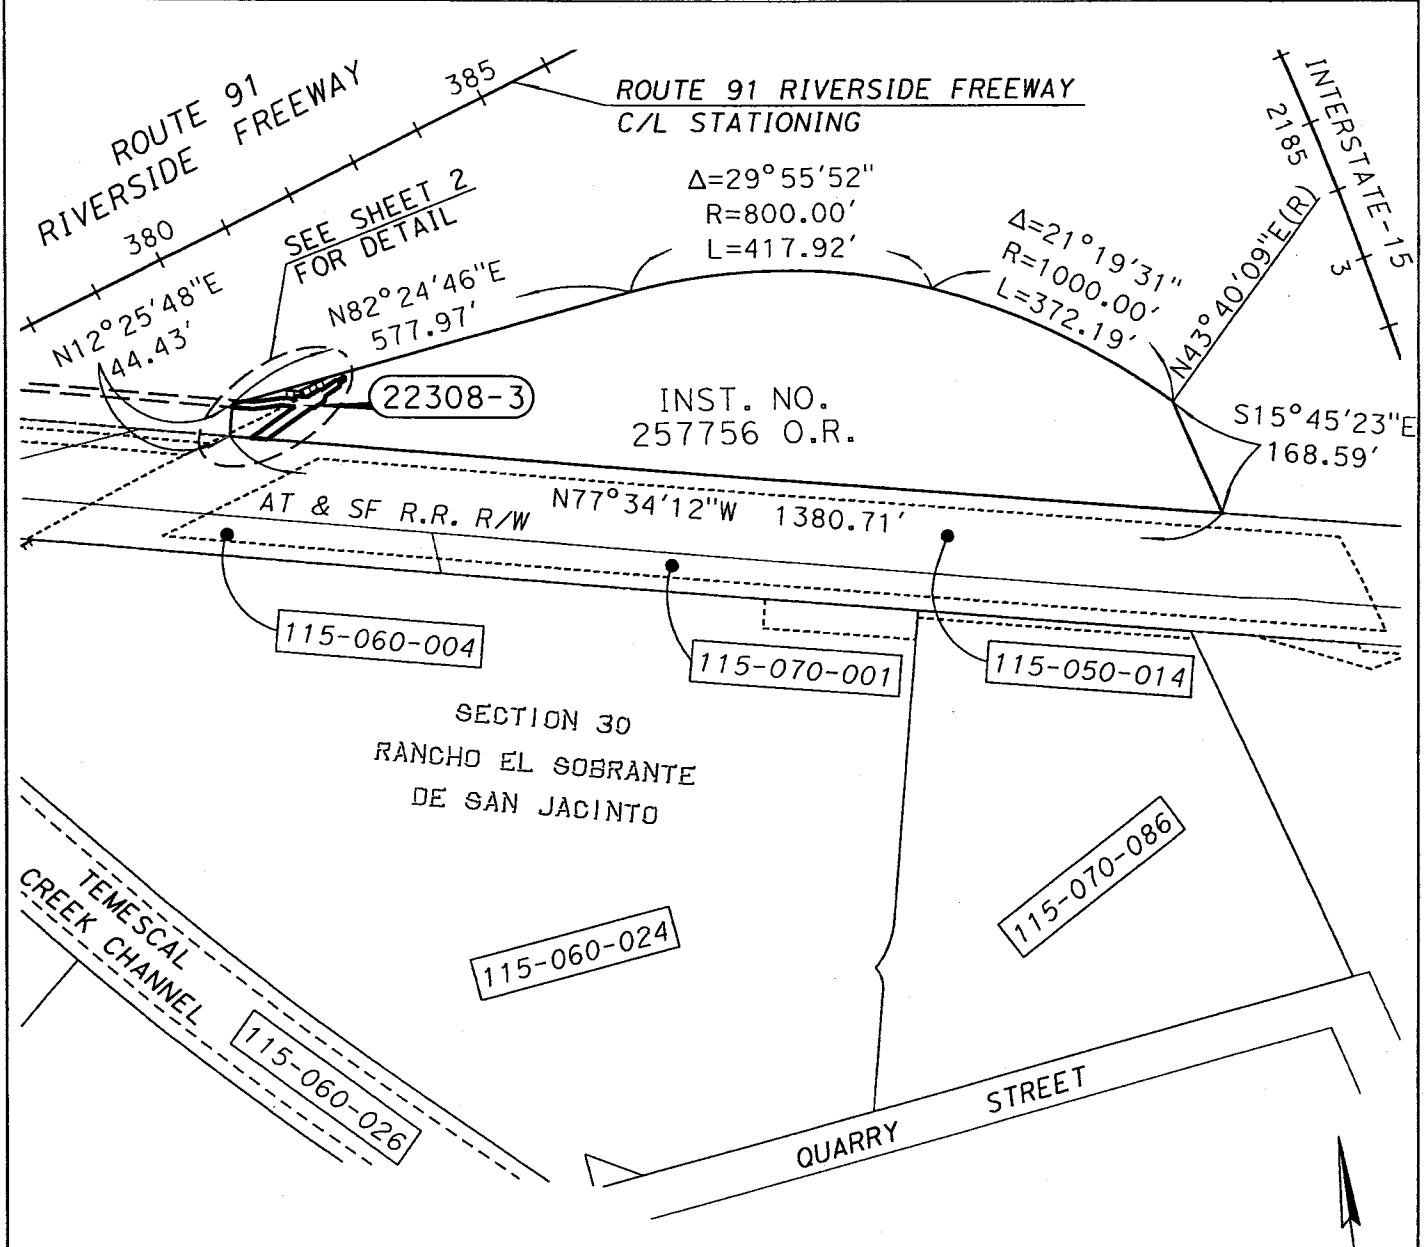 ROUTE 91
RIVERSIDE FREEWAY
385
380
ROUTE 91 RIVERSIDE FREEWAY
C/L STATIONING
INTERSTATE-15
2185
3
SEE SHEET 2
FOR DETAIL
Δ=29°55'52"
R=800.00'
L=417.92'
Δ=21°19'31"
R=1000.00'
L=372.19'
N43°40'09"E(R)
N12°25'48"E
44.43'
N82°24'46"E
577.97'
22308-3
INST. NO.
257756 O.R.
S15°45'23"E
168.59'
AT & SF R.R. R/W
N77°34'12"W 1380.71'
115-060-004
115-070-001
115-050-014
SECTION 30
RANCHO EL SOBRANTE
DE SAN JACINTO
115-070-086
115-060-024
TEMESCAL
CREEK CHANNEL
115-060-026
QUARRY STREET